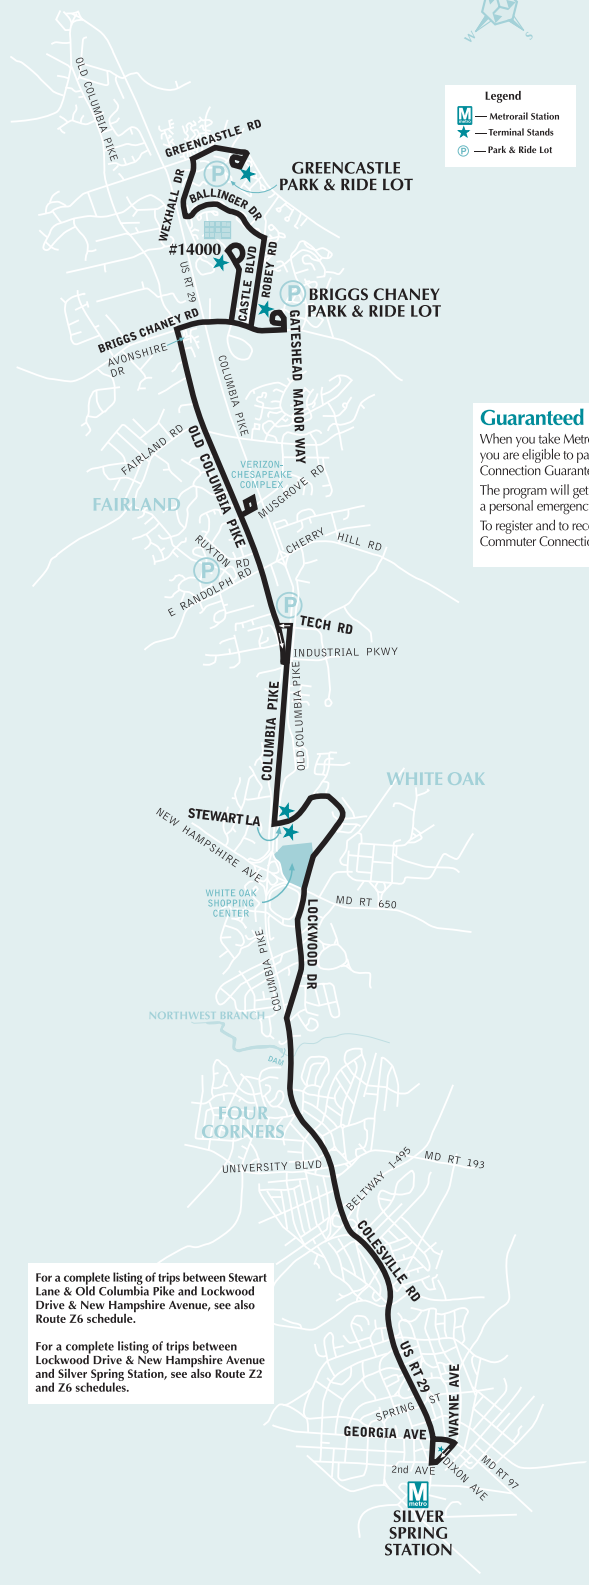 W
S
Legend
M
metro
Metrorail Station
Terminal Stands
P
Park & Ride Lot
OLD COLUMBIA PIKE
GREENCASTLE RD
P
GREENCASTLE
PARK & RIDE LOT
WEXHALL DR
BALLINGER DR
#14000
US RT 29
CASTLE BLVD
ROBEY RD
P
BRIGGS CHANEY
PARK & RIDE LOT
BRIGGS CHANEY RD
AVONSHIRE
DR
GATESHEAD MANOR WAY
COLUMBIA PIKE
Guaranteed
When you take Metro
you are eligible to pa
Connection Guarante
The program will get
a personal emergenc
To register and to rece
Commuter Connectio
FAIRLAND RD
OLD COLUMBIA PIKE
VERIZON-
CHESAPEAKE
COMPLEX
MUSGROVE RD
FAIRLAND
RUXTON RD
CHERRY HILL RD
P
E RANDOLPH RD
P
TECH RD
INDUSTRIAL PKWY
COLUMBIA PIKE
OLD COLUMBIA PIKE
WHITE OAK
STEWART LA
NEW HAMPSHIRE AVE
WHITE OAK
SHOPPING
CENTER
MD RT 650
LOCKWOOD DR
COLUMBIA PIKE
NORTHWEST BRANCH
DAM
FOUR
CORNERS
UNIVERSITY BLVD
BELTWAY I-495
MD RT 193
COLESVILLE RD
For a complete listing of trips between Stewart
Lane & Old Columbia Pike and Lockwood
Drive & New Hampshire Avenue, see also
Route Z6 schedule.
For a complete listing of trips between
Lockwood Drive & New Hampshire Avenue
and Silver Spring Station, see also Route Z2
and Z6 schedules.
US RT 29
WAYNE AVE
SPRING ST
GEORGIA AVE
2nd AVE
DIXON AVE
MD RT 97
M
metro
SILVER
SPRING
STATION